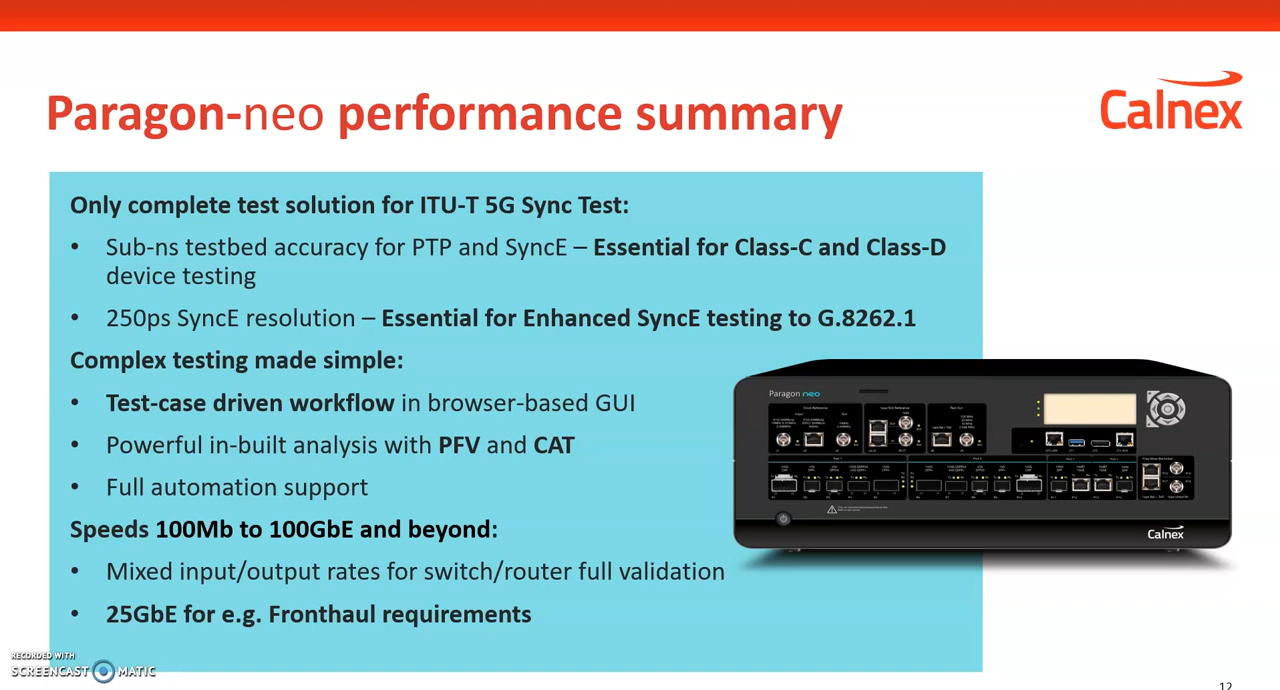 Paragon-neo performance summary
Calnex
Only complete test solution for ITU-T 5G Sync Test:
• Sub-ns testbed accuracy for PTP and SyncE – Essential for Class-C and Class-D
device testing
• 250ps SyncE resolution – Essential for Enhanced SyncE testing to G.8262.1
Complex testing made simple:
• Test-case driven workflow in browser-based GUI
• Powerful in-built analysis with PFV and CAT
• Full automation support
Speeds 100Mb to 100GbE and beyond:
• Mixed input/output rates for switch/router full validation
• 25GbE for e.g. Fronthaul requirements
Paragon neo
Calnex
RECORDED WITH
SCREENCAST MATIC
12